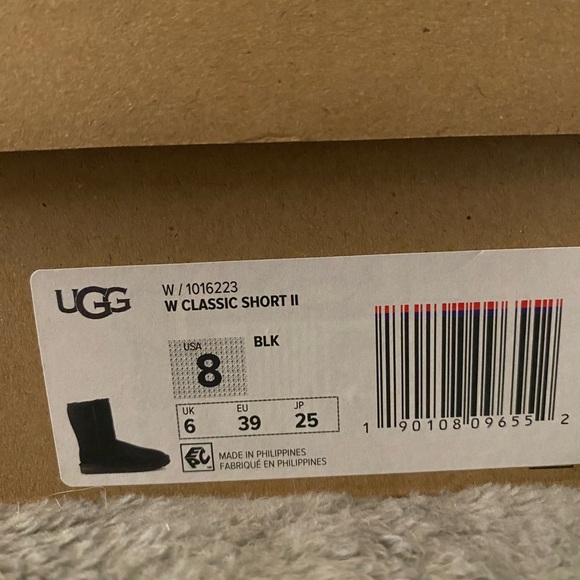 UGG
W / 1016223
W CLASSIC SHORT II
USA
8
BLK
UK EU JP
6 39 25
MADE IN PHILIPPINES
FABRIQUÉ EN PHILIPPINES
1 90108 09655 2